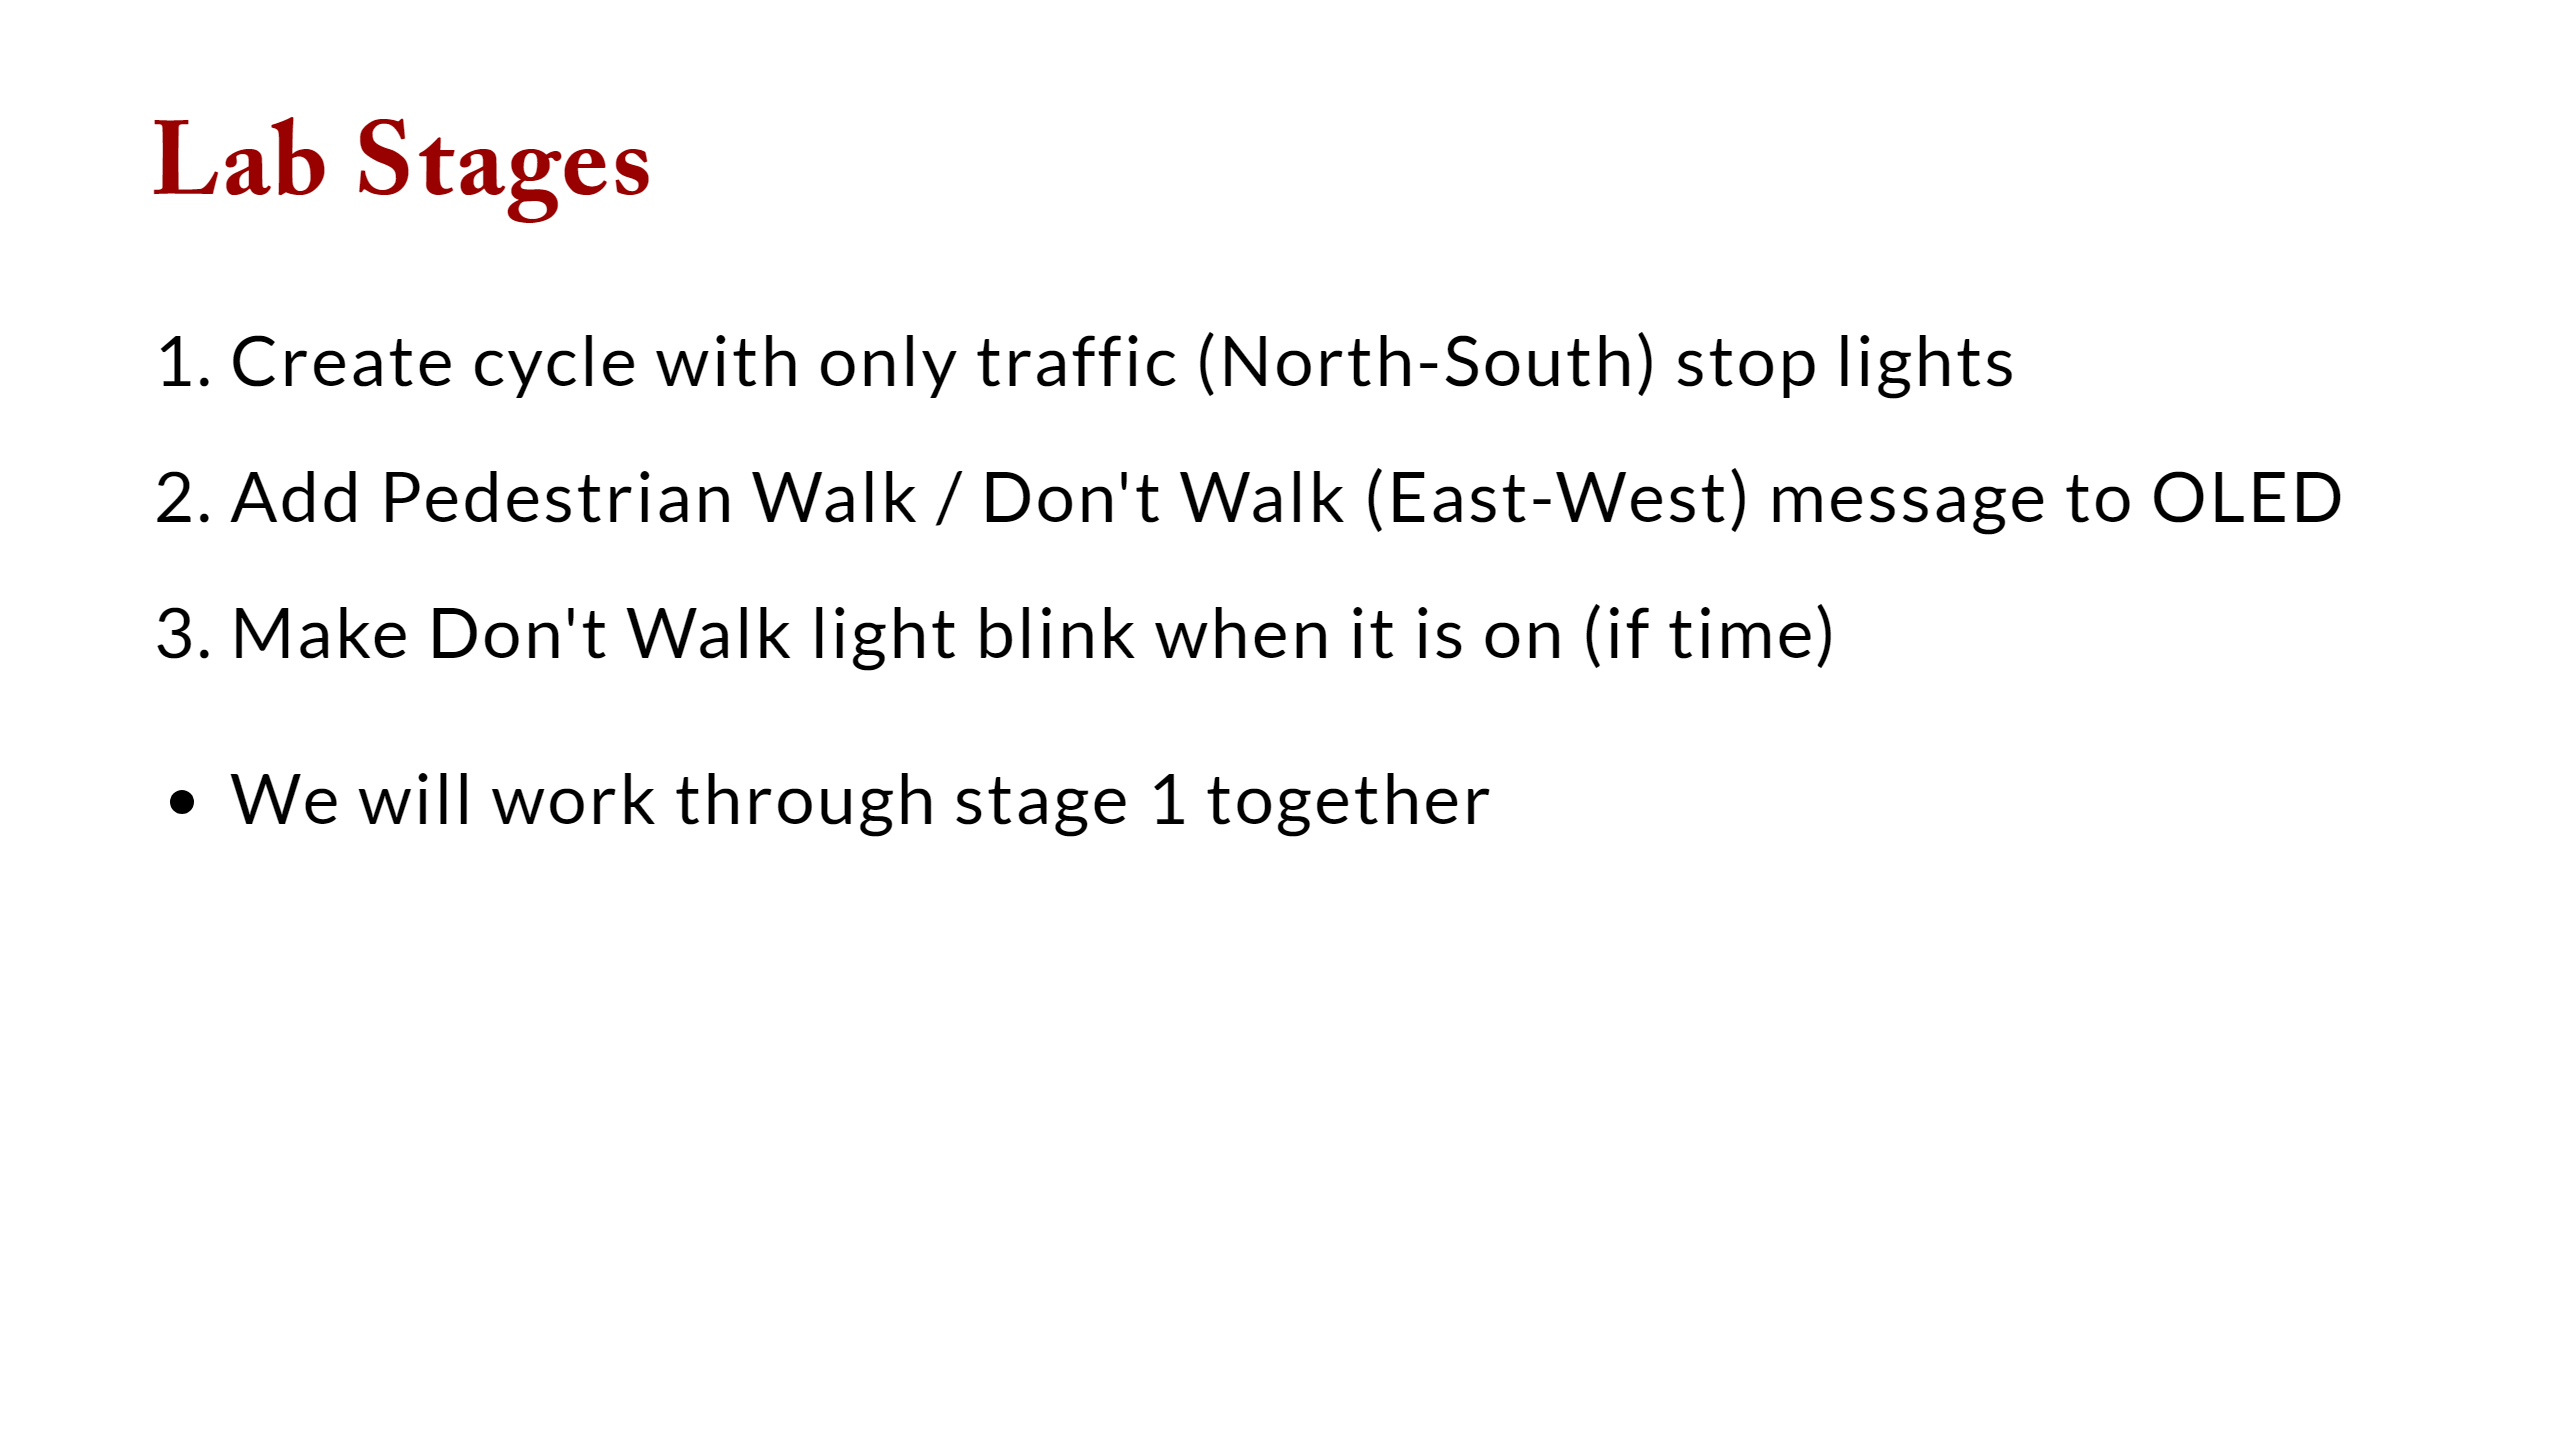 Lab Stages
1. Create cycle with only traffic (North-South) stop lights
2. Add Pedestrian Walk / Don't Walk (East-West) message to OLED
3. Make Don't Walk light blink when it is on (if time)
• We will work through stage 1 together